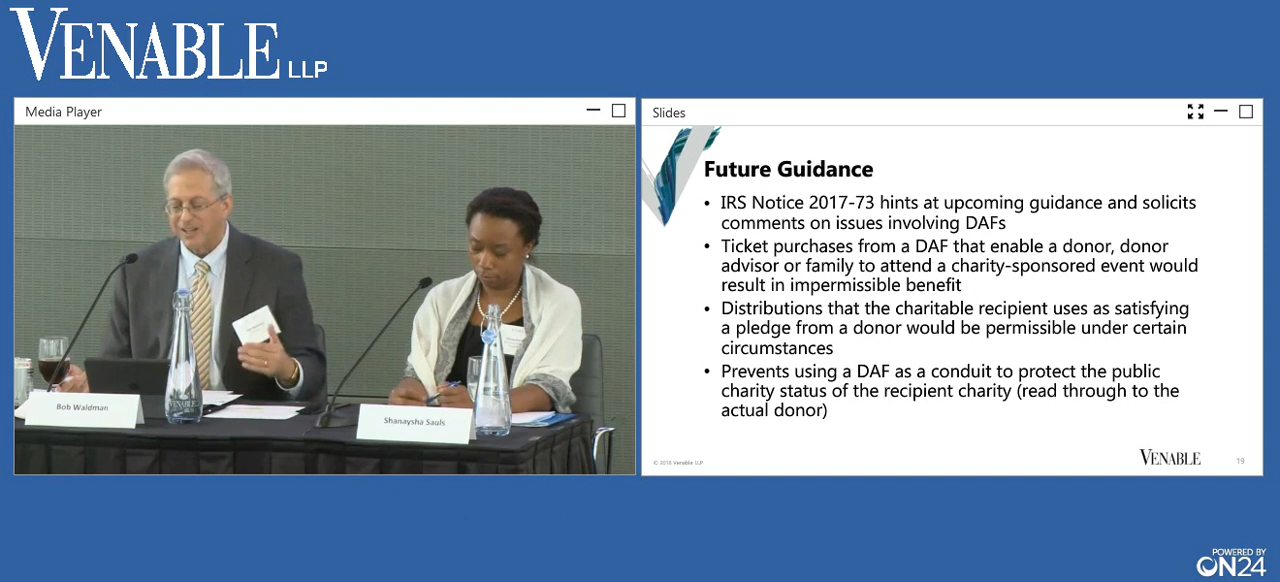 VENABLE LLP
Media Player
Bob Waldman
VENABLE
Shanaysha Sauls
Slides
Future Guidance
• IRS Notice 2017-73 hints at upcoming guidance and solicits
comments on issues involving DAFs
• Ticket purchases from a DAF that enable a donor, donor
advisor or family to attend a charity-sponsored event would
result in impermissible benefit
• Distributions that the charitable recipient uses as satisfying
a pledge from a donor would be permissible under certain
circumstances
• Prevents using a DAF as a conduit to protect the public
charity status of the recipient charity (read through to the
actual donor)
© 2018 Venable LLP
VENABLE
19
POWERED BY
ON24